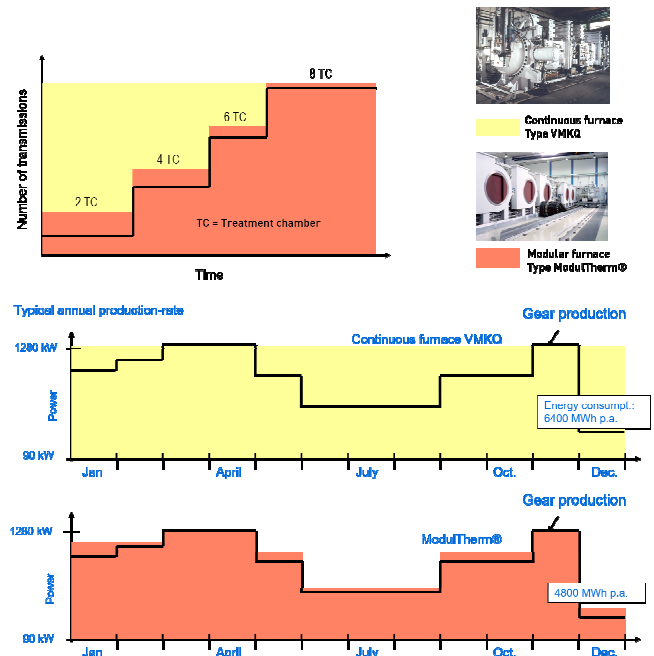 8 TC
6 TC
4 TC
2 TC
TC = Treatment chamber
Number of transmissions
Time
Continuous furnace
Type VMKQ
Modular furnace
Type ModulTherm®
Typical annual production-rate
Gear production
Continuous furnace VMKQ
1280 kW
Power
90 kW
Energy consumpt.:
6400 MWh p.a.
Jan
April
July
Oct.
Dec.
Gear production
ModulTherm®
1280 kW
Power
90 kW
4800 MWh p.a.
Jan
April
July
Oct.
Dec.